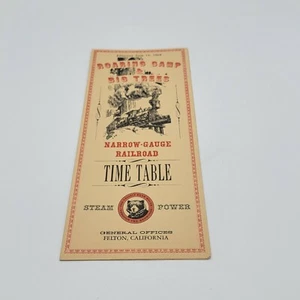 ROARING CAMP
&
BIG TREES
NARROW-GAUGE
RAILROAD
TIME TABLE
STEAM POWER
GENERAL OFFICES
FELTON, CALIFORNIA